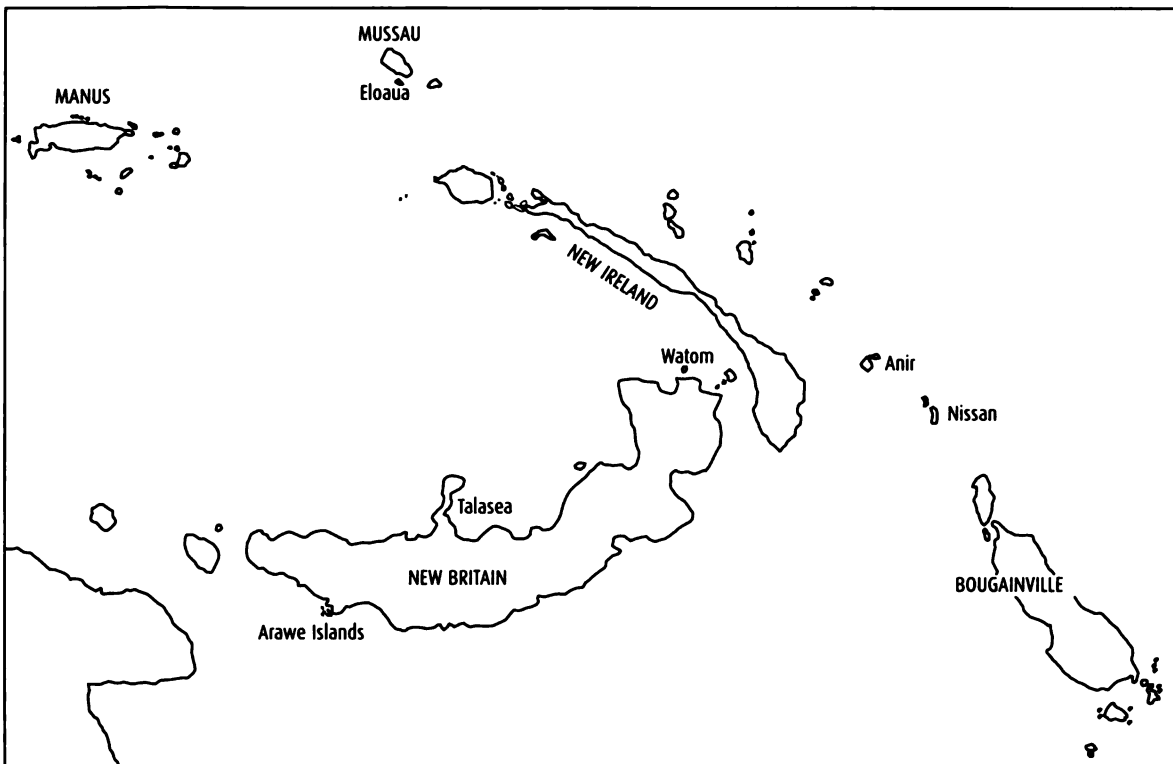 MUSSAU
Eloaua
MANUS
NEW IRELAND
Watom
Anir
Nissan
Talasea
NEW BRITAIN
BOUGAINVILLE
Arawe Islands